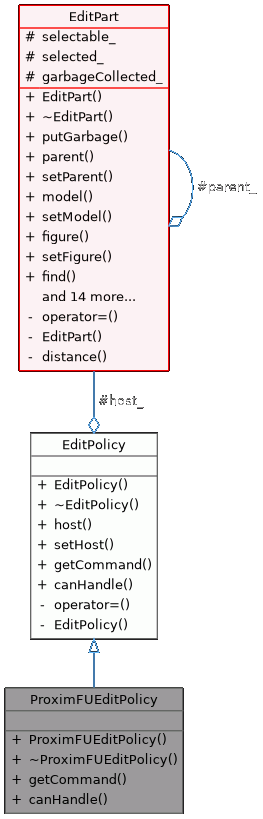 EditPart
# selectable_
# selected_
# garbageCollected_
+ EditPart()
+ ~EditPart()
+ putGarbage()
+ parent()
+ setParent()
+ model()
+ setModel()
+ figure()
+ setFigure()
+ find()
and 14 more...
- operator=()
- EditPart()
- distance()
#parent_
#host_
EditPolicy
+ EditPolicy()
+ ~EditPolicy()
+ host()
+ setHost()
+ getCommand()
+ canHandle()
- operator=()
- EditPolicy()
ProximFUEditPolicy
+ ProximFUEditPolicy()
+ ~ProximFUEditPolicy()
+ getCommand()
+ canHandle()